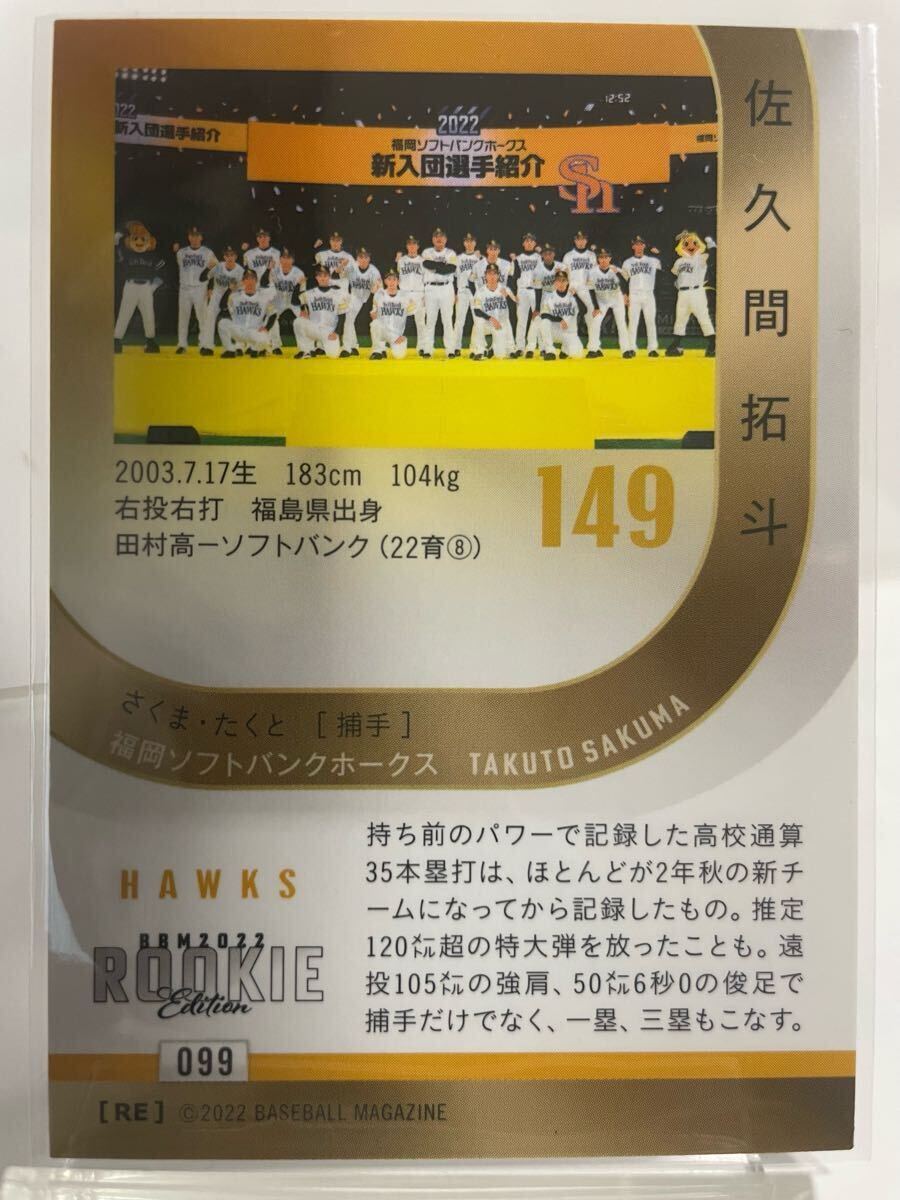 佐久間拓斗
12:52
2022
福岡ソフトバンクホークス
新入団選手紹介
新入団選手紹介
Sh
HAWKS
2003.7.17生 183cm 104kg
右投右打 福島県出身
田村高ーソフトバンク(22育⑧)
149
さくま・たくと [捕手]
福岡ソフトバンクホークス TAKUTO SAKUMA
持ち前のパワーで記録した高校通算
35本塁打は、ほとんどが2年秋の新チ
ームになってから記録したもの。推定
120㍍超の特大弾を放ったことも。遠
投105㍍の強肩、50㍍6秒0の俊足で
捕手だけでなく、一塁、三塁もこなす。
HAWKS
BBM2022
ROOKIE
Edition
099
[RE] ©2022 BASEBALL MAGAZINE